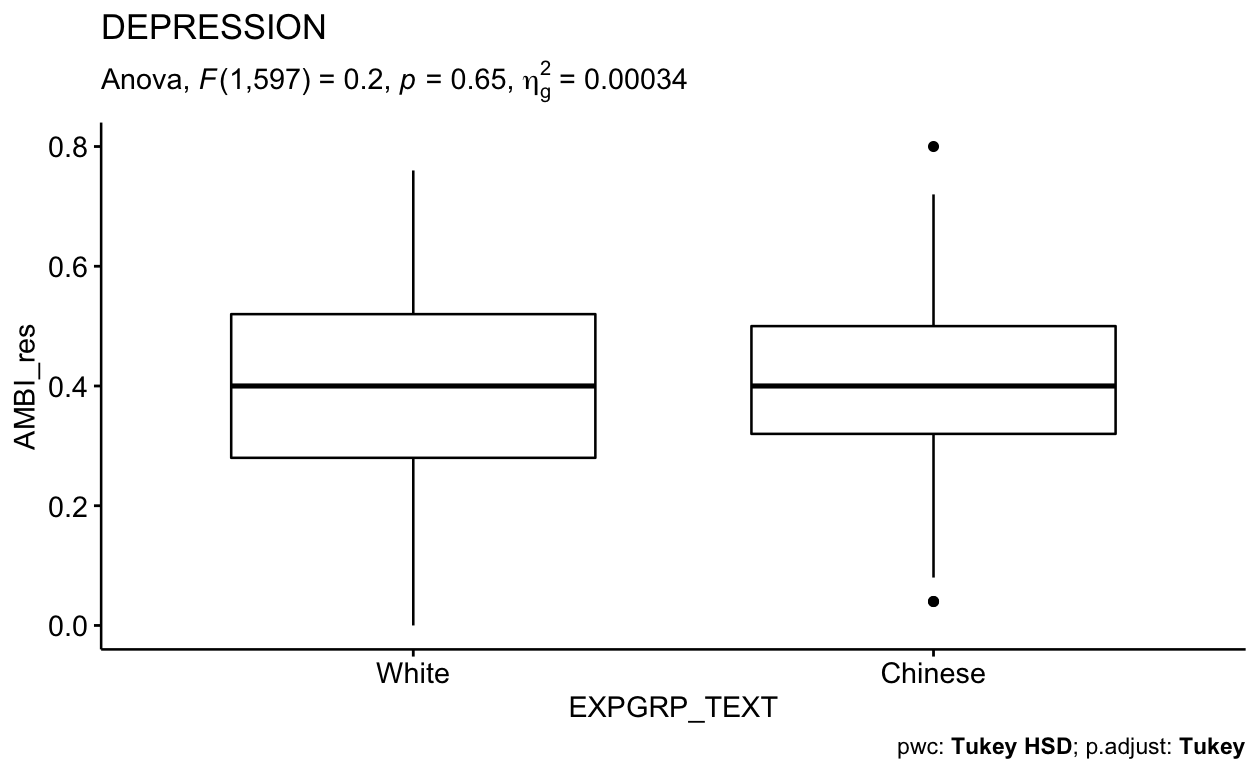 DEPRESSION
Anova, F(1,597) = 0.2, p = 0.65, η²g = 0.00034
0.8
0.6
0.4
0.2
0.0
AMBI_res
White Chinese
EXPGRP_TEXT
pwc: Tukey HSD; p.adjust: Tukey